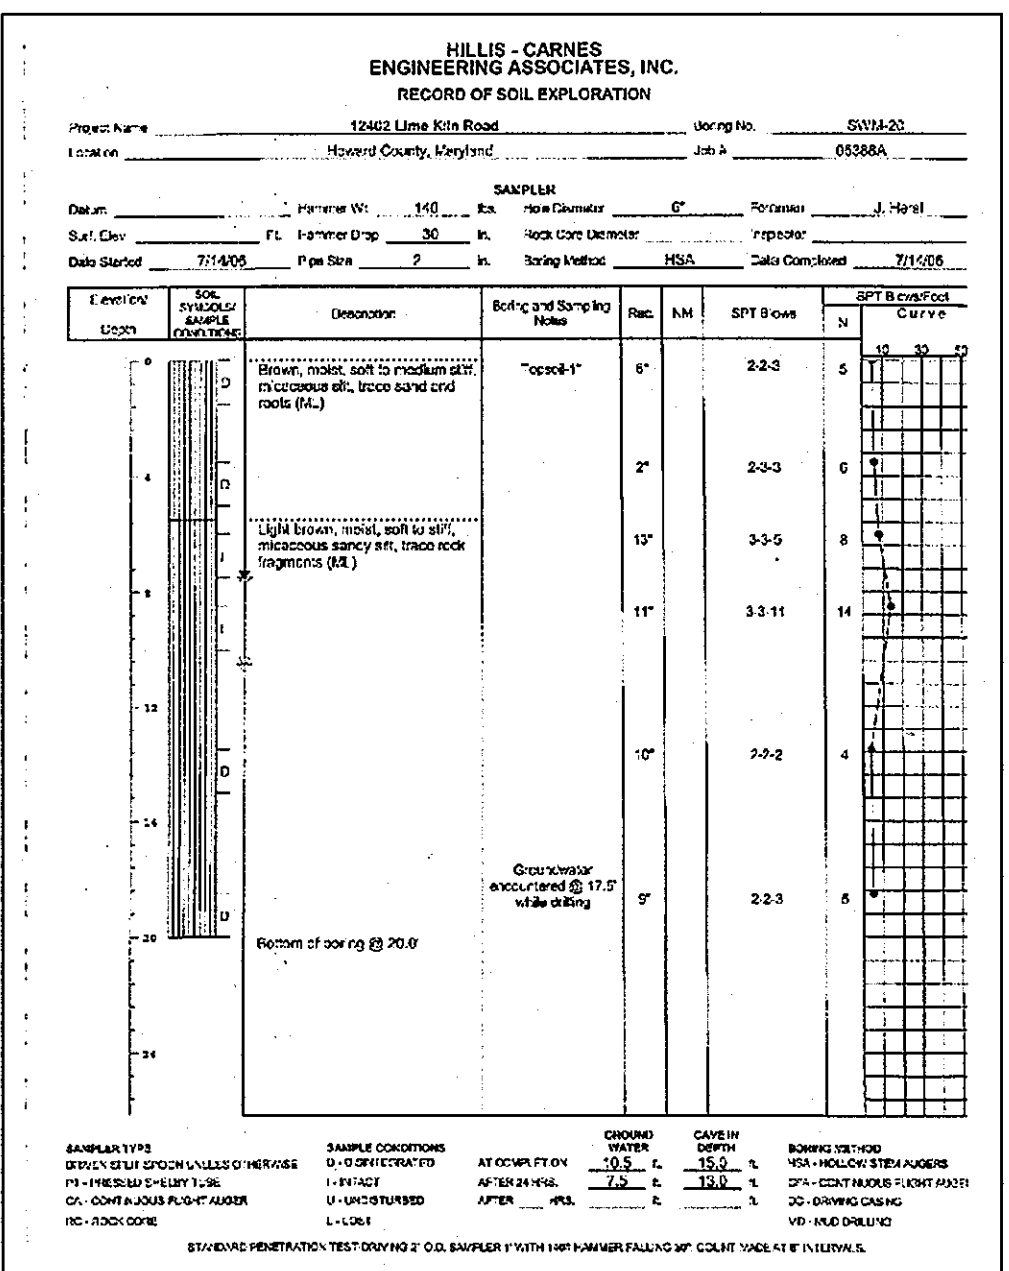 HILLIS - CARNES
ENGINEERING ASSOCIATES, INC.
RECORD OF SOIL EXPLORATION
Project Name 12402 Lime Kiln Road Boring No. SWM-20
Location Howard County, Maryland Job # 05388A
SAMPLER
Datum Hammer Wt. 140 lbs. Hole Diameter 6" Foreman J.
Surf. Elev. Ft. Hammer Drop 30 in. Rock Core Diameter Inspector
Date Started 7/14/06 Pipe Size 2 in. Boring Method HSA Date Completed 7/14/06
Elevation/ Depth
SOIL SYMBOLS/ SAMPLE CONDITIONS
Description
Boring and Sampling Notes
Rec. NM SPT Blows
SPT Blows/Foot
N Curve
10 30 50
0
D
Brown, moist, soft to medium stiff, Topsoil-1" 6" 2-2-3 5
micaceous silt, trace sand and
roots (ML)
4 D 2" 2-3-3 6
Light brown, moist, soft to stiff,
micaceous sandy silt, trace rock 13" 3-3-5 8
fragments (ML)
I
8
I 11" 3-3-11 14
12
D 10" 2-2-2 4
Groundwater
encountered @ 17.5'
while drilling 9" 2-2-3 5
D
20 Bottom of boring @ 20.0'
24
SAMPLER TYPE
DRIVEN SPLIT SPOON UNLESS OTHERWISE
PT - PRESSED SHELBY TUBE
CA - CONTINUOUS FLIGHT AUGER
RC - ROCK CORE
SAMPLE CONDITIONS
D - DISINTEGRATED
I - INTACT
U - UNDISTURBED
L - LOST
GROUND WATER CAVE IN DEPTH
AT COMPLETION 10.5 ft. 15.0 ft.
AFTER 24 HRS. 7.5 ft. 13.0 ft.
AFTER HRS. ft. ft.
BORING METHOD
HSA - HOLLOW STEM AUGERS
CFA - CONTINUOUS FLIGHT AUGER
DC - DRIVING CASING
MD - MUD DRILLING
STANDARD PENETRATION TEST-DRIVING 2" O.D. SAMPLER 1' WITH 140# HAMMER FALLING 30": COUNT MADE AT 6" INTERVALS.